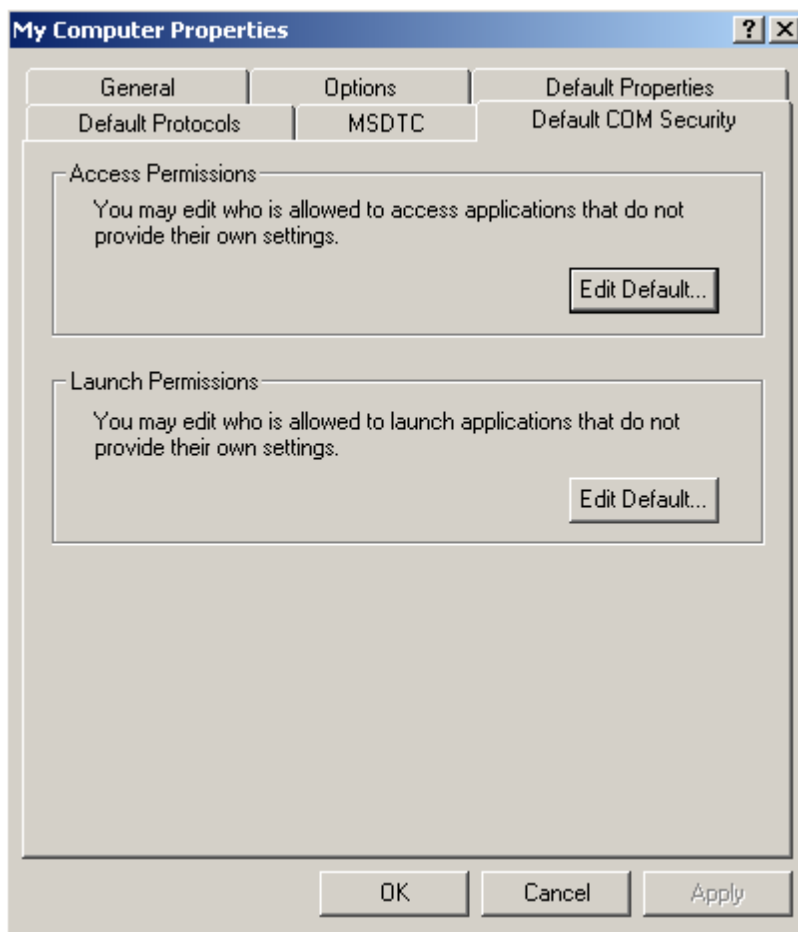 My Computer Properties
General Options Default Properties
Default Protocols MSDTC Default COM Security
Access Permissions
You may edit who is allowed to access applications that do not
provide their own settings.
Edit Default...
Launch Permissions
You may edit who is allowed to launch applications that do not
provide their own settings.
Edit Default...
OK Cancel Apply